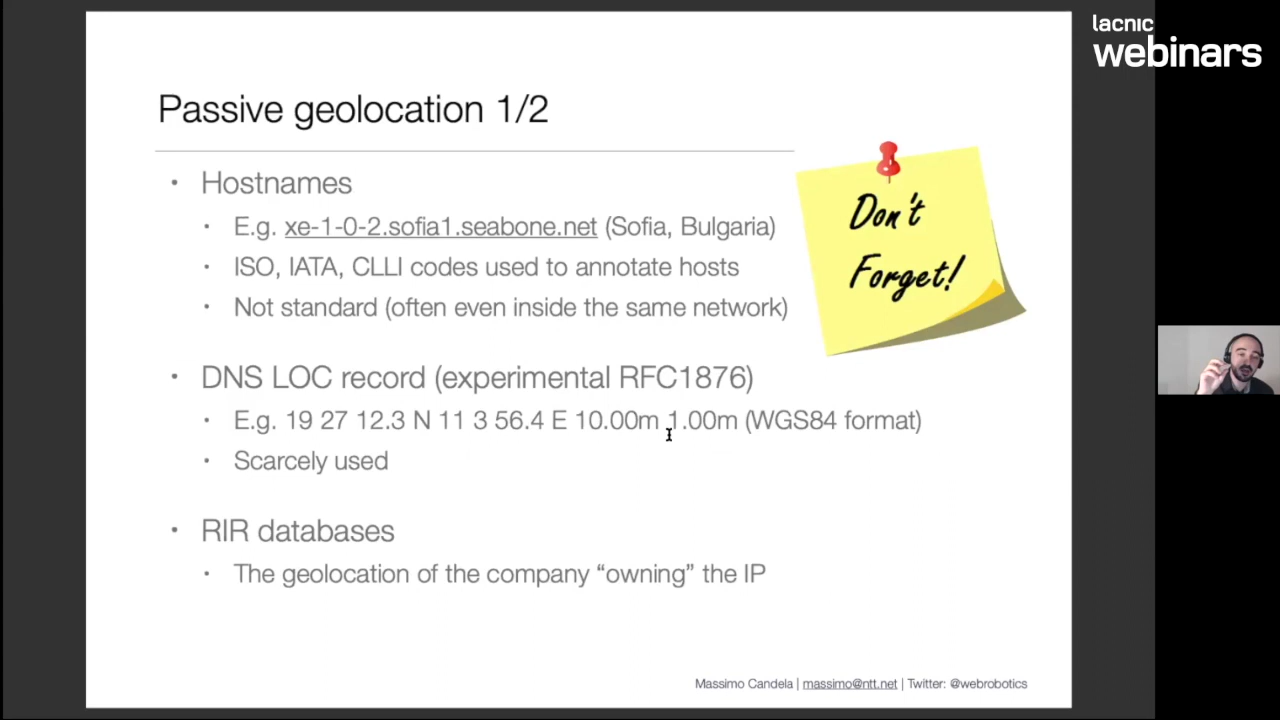 lacnic
webinars
Passive geolocation 1/2
• Hostnames
• E.g. xe-1-0-2.sofia1.seabone.net (Sofia, Bulgaria)
• ISO, IATA, CLLI codes used to annotate hosts
• Not standard (often even inside the same network)
Don't
Forget!
• DNS LOC record (experimental RFC1876)
• E.g. 19 27 12.3 N 11 3 56.4 E 10.00m 1.00m (WGS84 format)
• Scarcely used
• RIR databases
• The geolocation of the company “owning” the IP
Massimo Candela | massimo@ntt.net | Twitter: @webrobotics